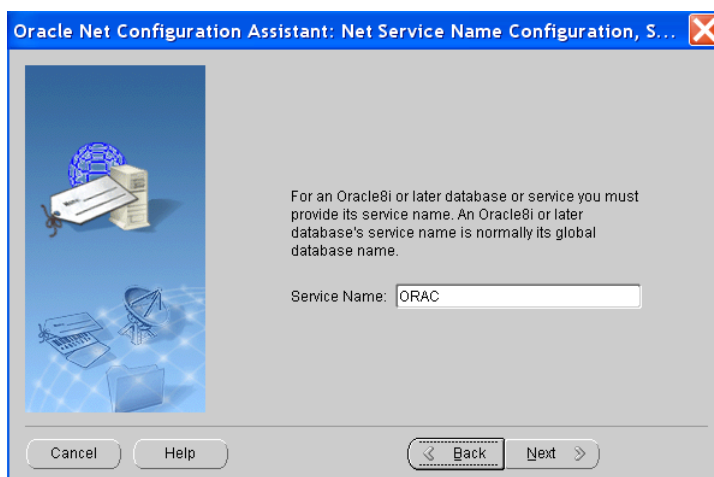 Oracle Net Configuration Assistant: Net Service Name Configuration, S...
For an Oracle8i or later database or service you must
provide its service name. An Oracle8i or later
database's service name is normally its global
database name.
Service Name: ORAC
Cancel Help Back Next